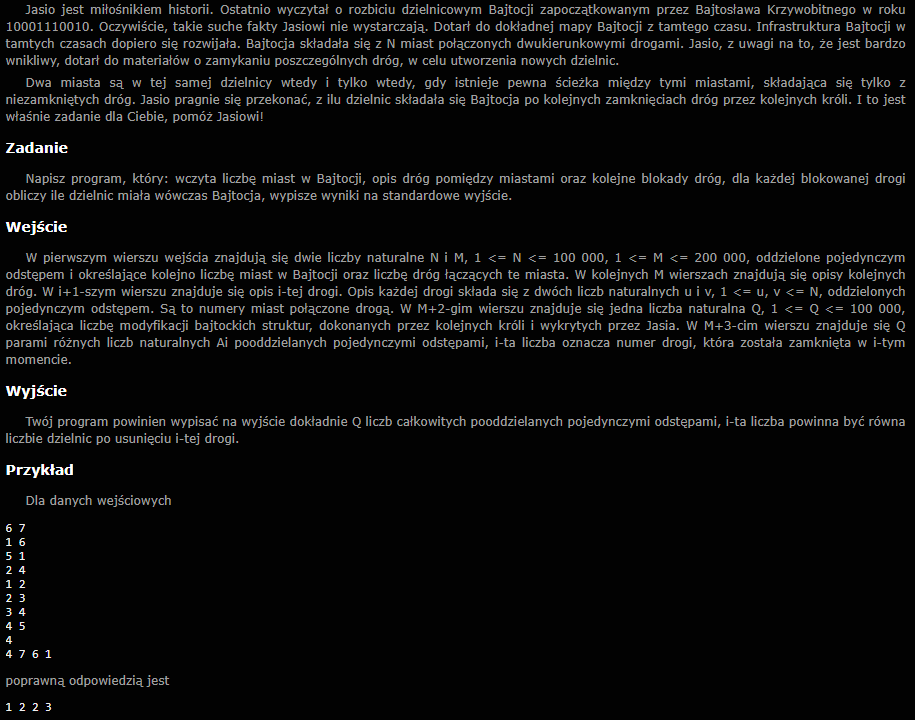 Jasio jest miłośnikiem historii. Ostatnio wyczytał o rozbiciu dzielnicowym Bajtocji zapoczątkowanym przez Bajtosława Krzywobitnego w roku
10001110010. Oczywiście, takie suche fakty Jasiowi nie wystarczają. Dotarł do dokładnej mapy Bajtocji z tamtego czasu. Infrastruktura Bajtocji w
tamtych czasach dopiero się rozwijała. Bajtocja składała się z N miast połączonych dwukierunkowymi drogami. Jasio, z uwagi na to, że jest bardzo
wnikliwy, dotarł do materiałów o zamykaniu poszczególnych dróg, w celu utworzenia nowych dzielnic.
Dwa miasta są w tej samej dzielnicy wtedy i tylko wtedy, gdy istnieje pewna ścieżka między tymi miastami, składająca się tylko z
niezamkniętych dróg. Jasio pragnie się przekonać, z ilu dzielnic składała się Bajtocja po kolejnych zamknięciach dróg przez kolejnych króli. I to jest
właśnie zadanie dla Ciebie, pomóż Jasiowi!
Zadanie
Napisz program, który: wczyta liczbę miast w Bajtocji, opis dróg pomiędzy miastami oraz kolejne blokady dróg, dla każdej blokowanej drogi
obliczy ile dzielnic miała wówczas Bajtocja, wypisze wyniki na standardowe wyjście.
Wejście
W pierwszym wierszu wejścia znajdują się dwie liczby naturalne N i M, 1 <= N <= 100 000, 1 <= M <= 200 000, oddzielone pojedynczym
odstępem i określające kolejno liczbę miast w Bajtocji oraz liczbę dróg łączących te miasta. W kolejnych M wierszach znajdują się opisy kolejnych
dróg. W i+1-szym wierszu znajduje się opis i-tej drogi. Opis każdej drogi składa się z dwóch liczb naturalnych u i v, 1 <= u, v <= N, oddzielonych
pojedynczym odstępem. Są to numery miast połączone drogą. W M+2-gim wierszu znajduje się jedna liczba naturalna Q, 1 <= Q <= 100 000,
określająca liczbę modyfikacji bajtockich struktur, dokonanych przez kolejnych króli i wykrytych przez Jasia. W M+3-cim wierszu znajduje się Q
parami różnych liczb naturalnych Ai pooddzielanych pojedynczymi odstępami, i-ta liczba oznacza numer drogi, która została zamknięta w i-tym
momencie.
Wyjście
Twój program powinien wypisać na wyjście dokładnie Q liczb całkowitych pooddzielanych pojedynczymi odstępami, i-ta liczba powinna być równa
liczbie dzielnic po usunięciu i-tej drogi.
Przykład
Dla danych wejściowych
6 7
1 6
5 1
2 4
1 2
2 3
3 4
4 5
4
4 7 6 1
poprawną odpowiedzią jest
1 2 2 3